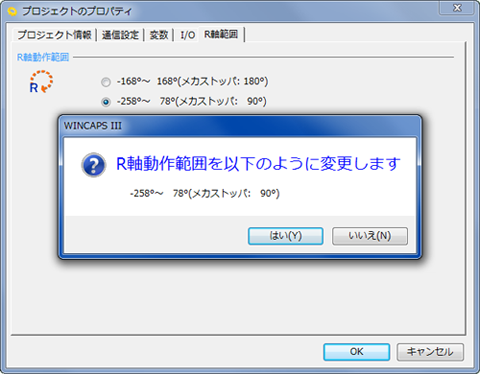 プロジェクトのプロパティ
プロジェクト情報 通信設定 変数 I/O R軸範囲
R軸動作範囲
R
-168°～ 168°(メカストッパ: 180°)
-258°～ 78°(メカストッパ: 90°)
WINCAPS III
R軸動作範囲を以下のように変更します
-258°～ 78°(メカストッパ: 90°)
はい(Y) いいえ(N)
OK キャンセル